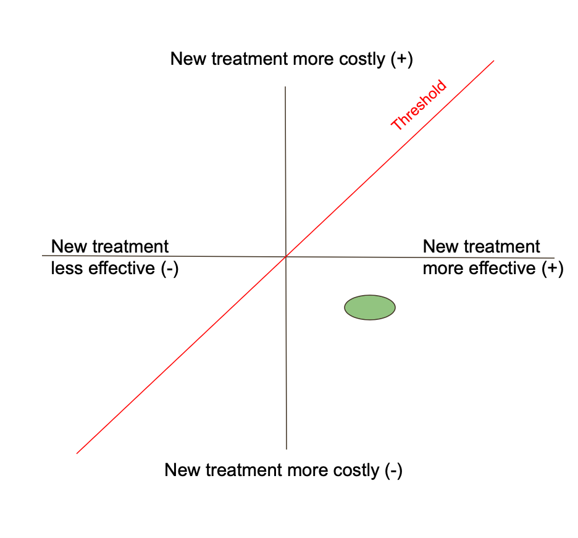 New treatment more costly (+)
Threshold
New treatment
less effective (-)
New treatment
more effective (+)
New treatment more costly (-)